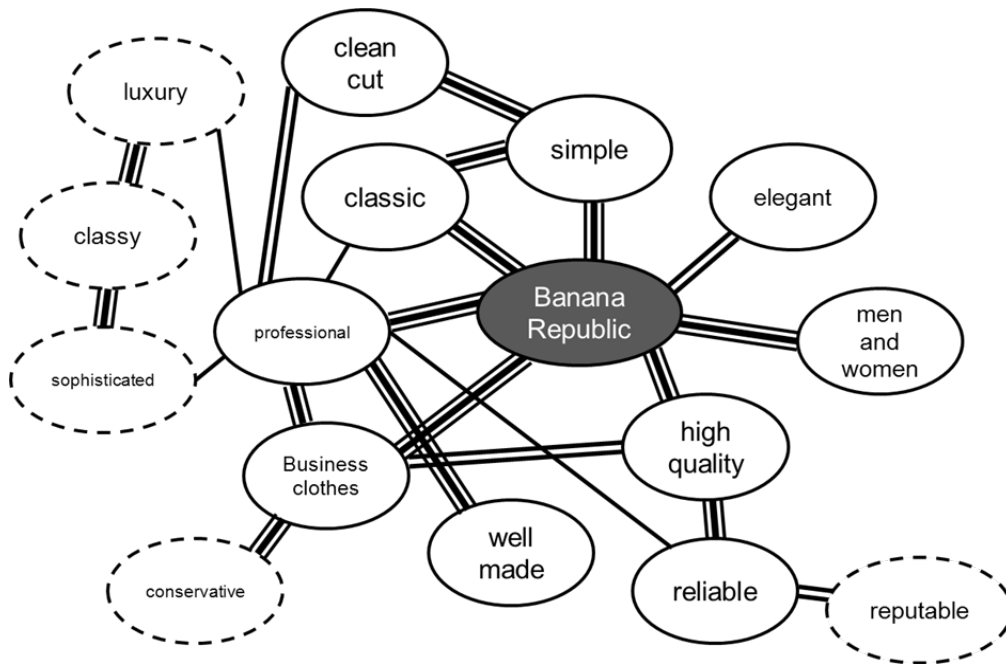 clean
cut
luxury
simple
classic
elegant
classy
Banana
Republic
professional
men
and
women
sophisticated
high
quality
Business
clothes
well
made
conservative
reliable
reputable